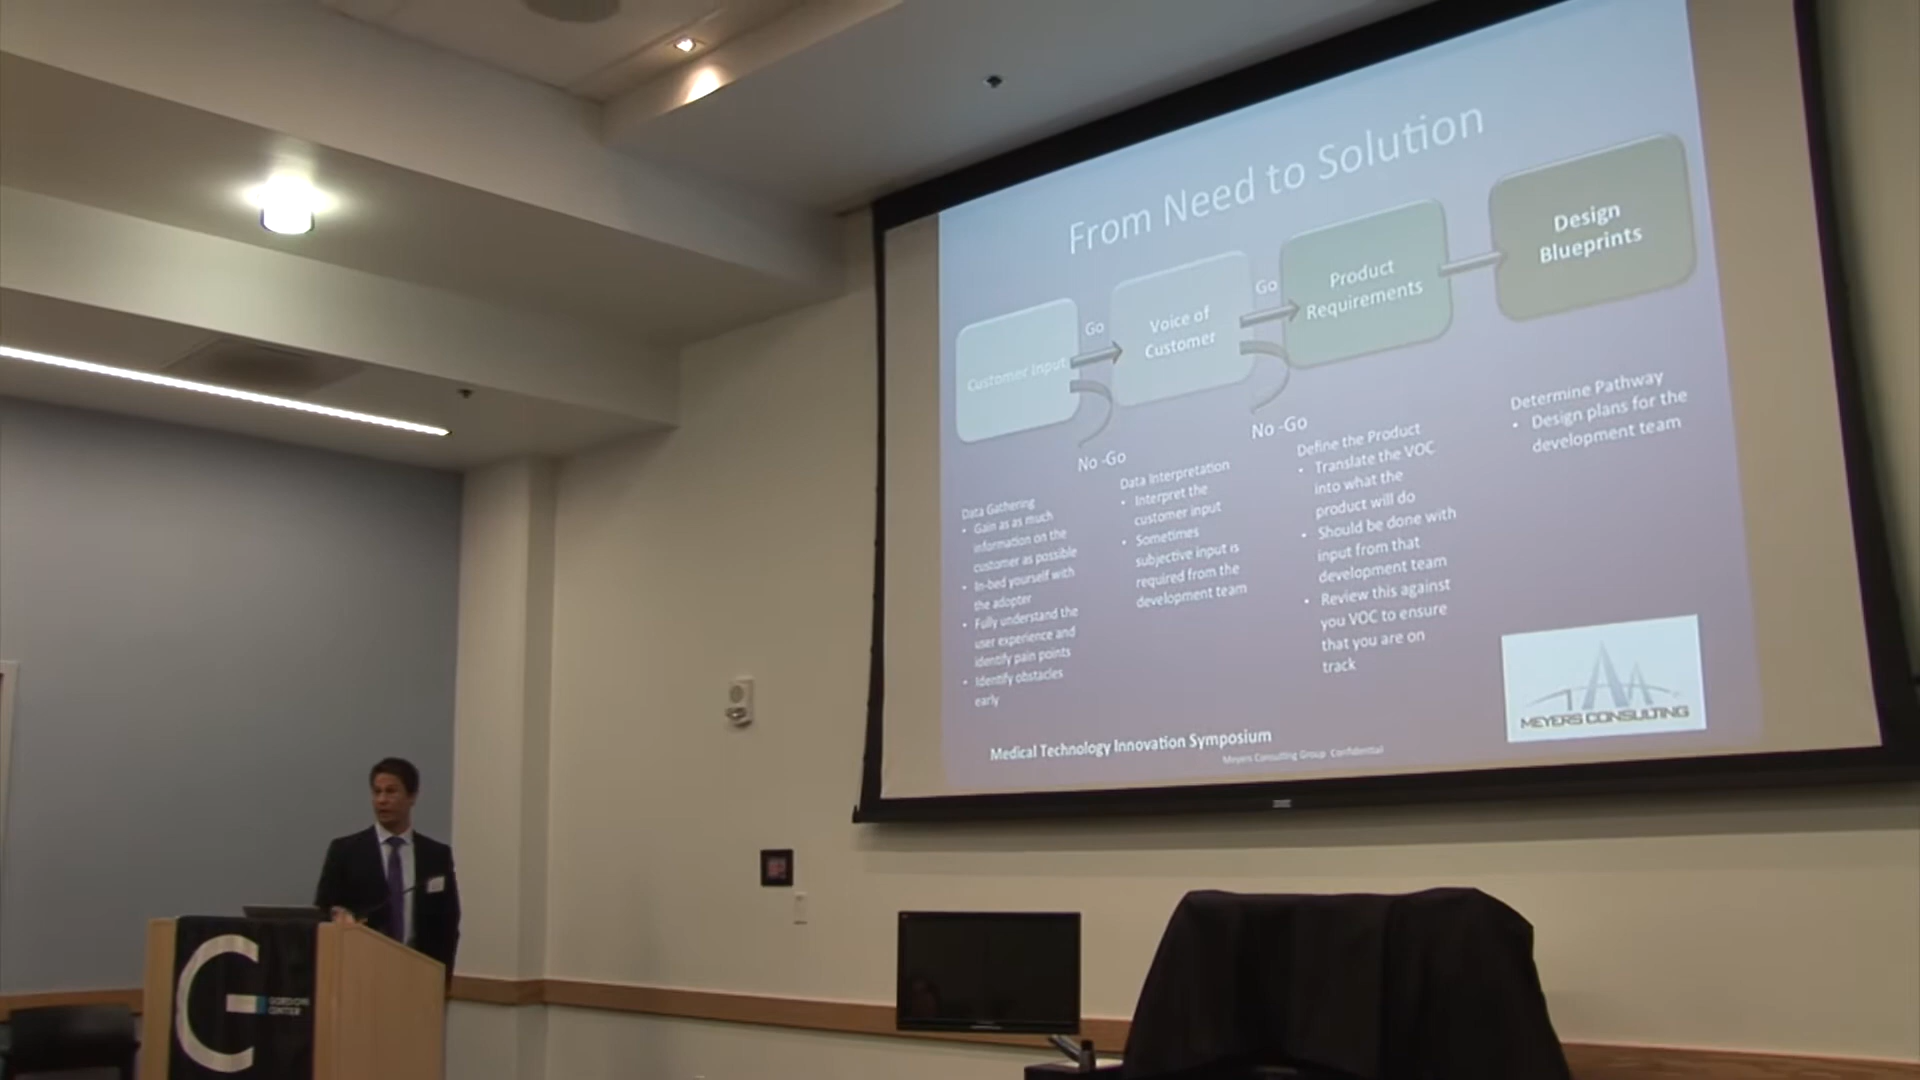 From Need to Solution
Customer Input
Go
No -Go
Voice of
Customer
Go
No -Go
Product
Requirements
Design
Blueprints
Data Gathering
• Gain as as much
information on the
customer as possible
• In-bed yourself with
the adopter
• Fully understand the
user experience and
identify pain points
• Identify obstacles
early
Data Interpretation
• Interpret the
customer input
• Sometimes
subjective input is
required from the
development team
Define the Product
• Translate the VOC
into what the
product will do
• Should be done with
input from that
development team
• Review this against
you VOC to ensure
that you are on
track
Determine Pathway
• Design plans for the
development team
MEYERS CONSULTING
Medical Technology Innovation Symposium
Meyers Consulting Group Confidential
G
GORDON
CENTER